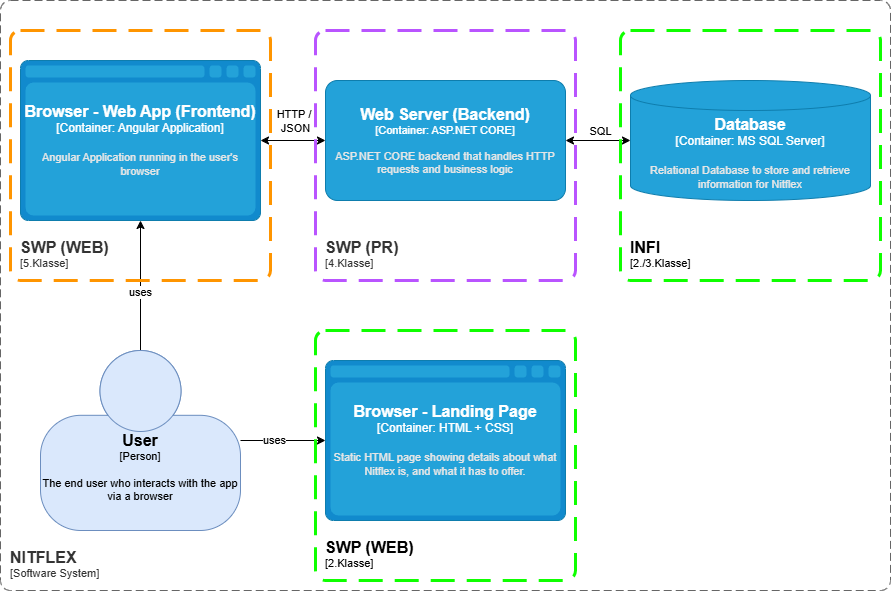 Browser - Web App (Frontend)
[Container: Angular Application]
Angular Application running in the user's
browser
SWP (WEB)
[5.Klasse]
HTTP /
JSON
Web Server (Backend)
[Container: ASP.NET CORE]
ASP.NET CORE backend that handles HTTP
requests and business logic
SWP (PR)
[4.Klasse]
SQL
Database
[Container: MS SQL Server]
Relational Database to store and retrieve
information for Nitflex
INFI
[2./3.Klasse]
uses
User
[Person]
The end user who interacts with the app
via a browser
uses
Browser - Landing Page
[Container: HTML + CSS]
Static HTML page showing details about what
Nitflex is, and what it has to offer.
SWP (WEB)
[2.Klasse]
NITFLEX
[Software System]